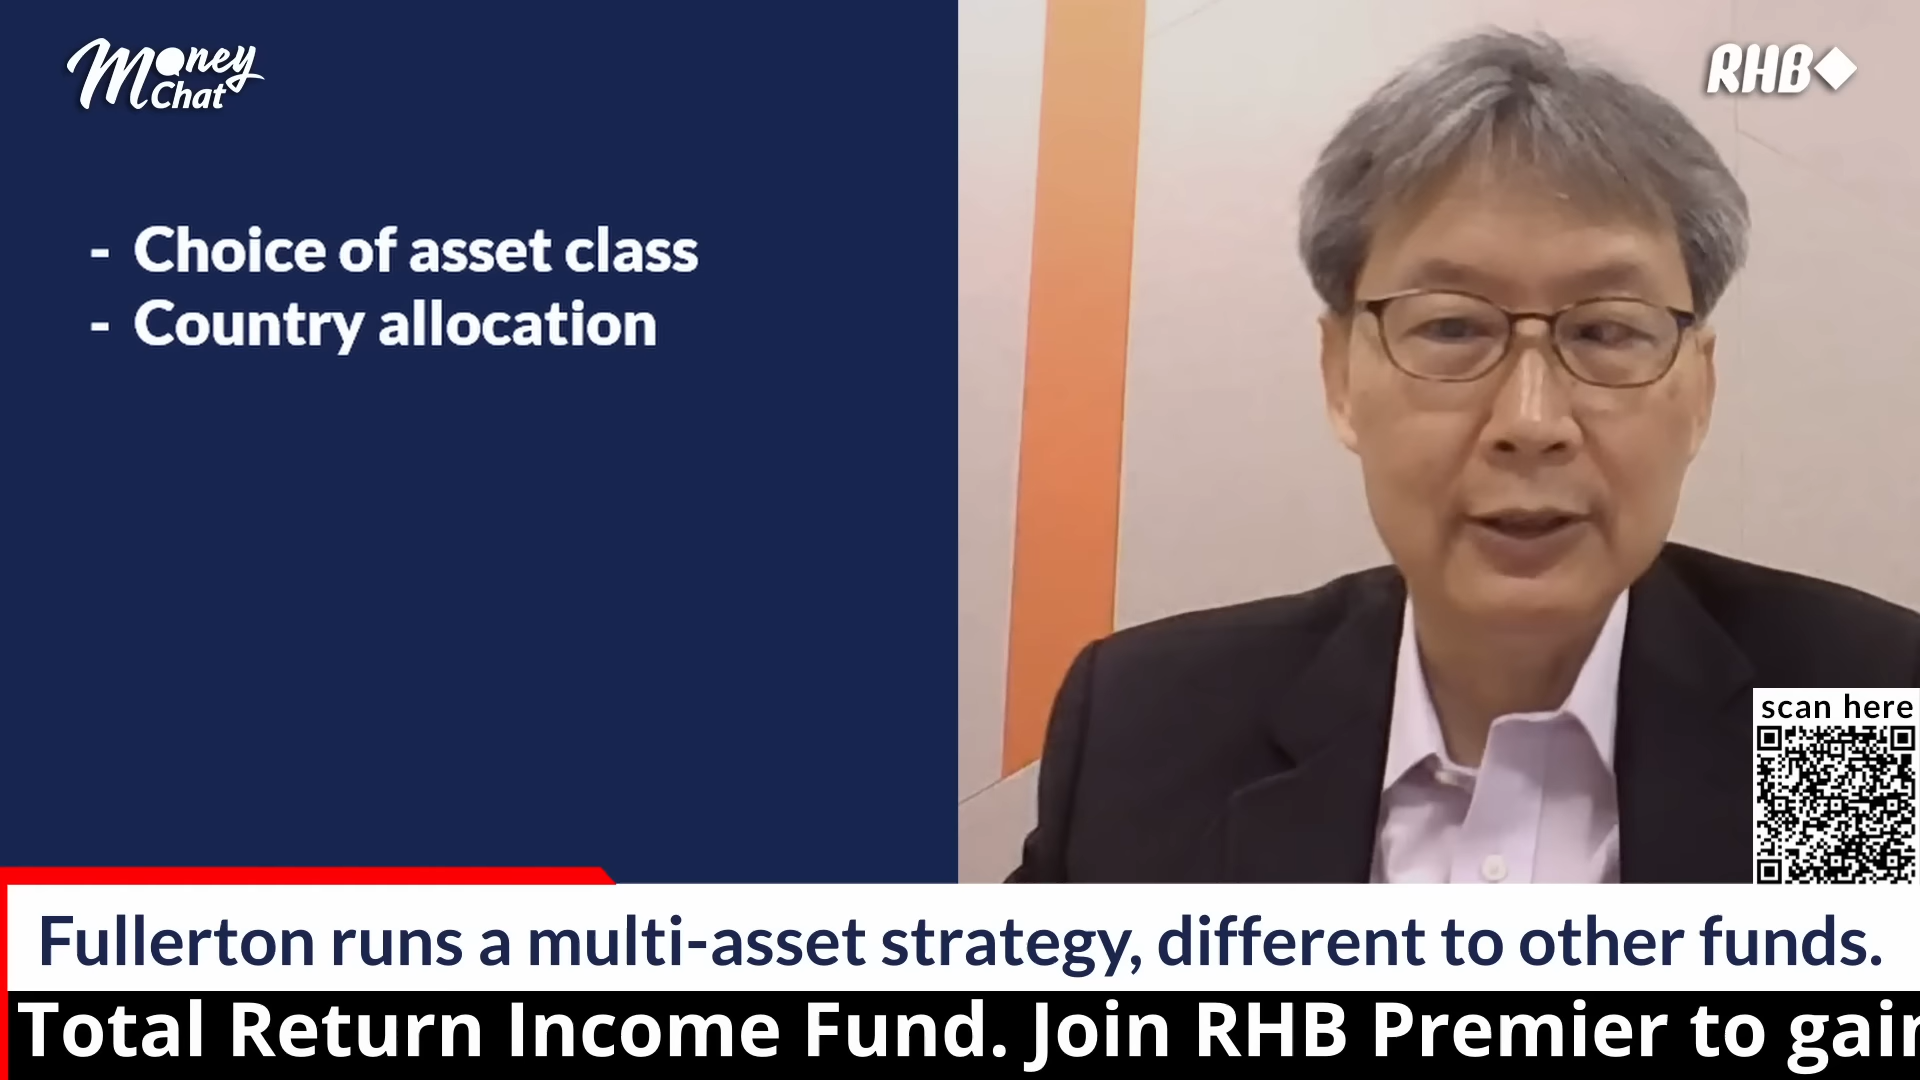 Money
Chat
RHB
- Choice of asset class
- Country allocation
scan here
Fullerton runs a multi-asset strategy, different to other funds.
Total Return Income Fund. Join RHB Premier to gain